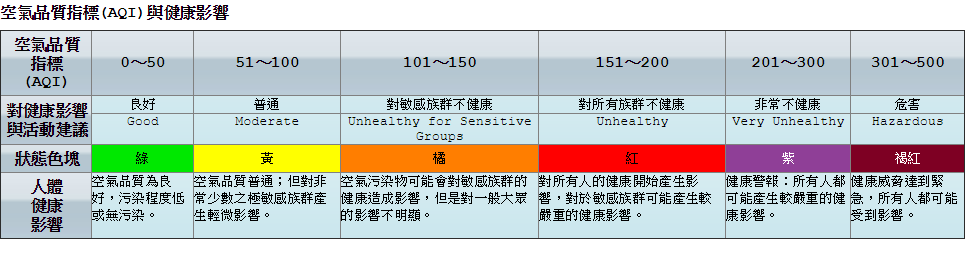 空氣品質指標(AQI)與健康影響
空氣品質
指標
(AQI)
0～50
51～100
101～150
151～200
201～300
301～500
對健康影響
與活動建議
良好
普通
對敏感族群不健康
對所有族群不健康
非常不健康
危害
Good
Moderate
Unhealthy for Sensitive
Groups
Unhealthy
Very Unhealthy
Hazardous
狀態色塊
綠
黃
橘
紅
紫
褐紅
人體
健康
影響
空氣品質為良
好，污染程度低
或無污染。
空氣品質普通；但對非
常少數之極敏感族群產
生輕微影響。
空氣污染物可能會對敏感族群的
健康造成影響，但是對一般大眾
的影響不明顯。
對所有人的健康開始產生影
響，對於敏感族群可能產生較
嚴重的健康影響。
健康警報：所有人都
可能產生較嚴重的健
康影響。
健康威脅達到緊
急，所有人都可能
受到影響。